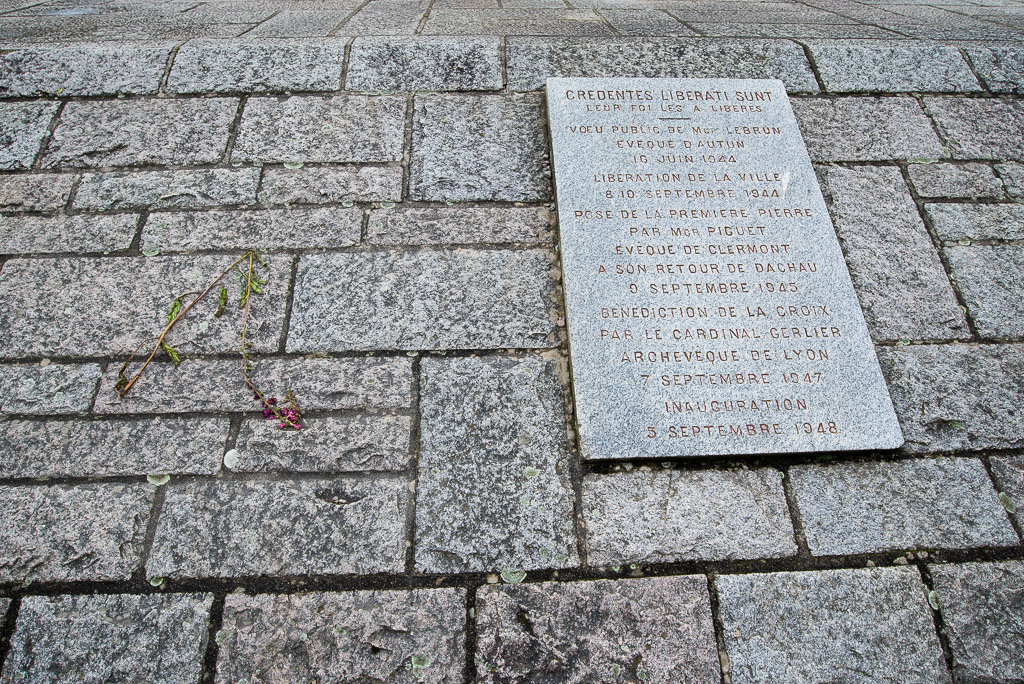 CREDENTES LIBERATI SUNT
LEUR FOI LES A LIBERES
VOEU PUBLIC DE MGR LEBRUN
EVEQUE D'AUTUN
16 JUIN 1944
LIBERATION DE LA VILLE
8.10 SEPTEMBRE 1944
POSE DE LA PREMIERE PIERRE
PAR MGR PIGUET
EVEQUE DE CLERMONT
A SON RETOUR DE DACHAU
9 SEPTEMBRE 1945
BENEDICTION DE LA CROIX
PAR LE CARDINAL GERLIER
ARCHEVEQUE DE LYON
7 SEPTEMBRE 1947
INAUGURATION
5 SEPTEMBRE 1948